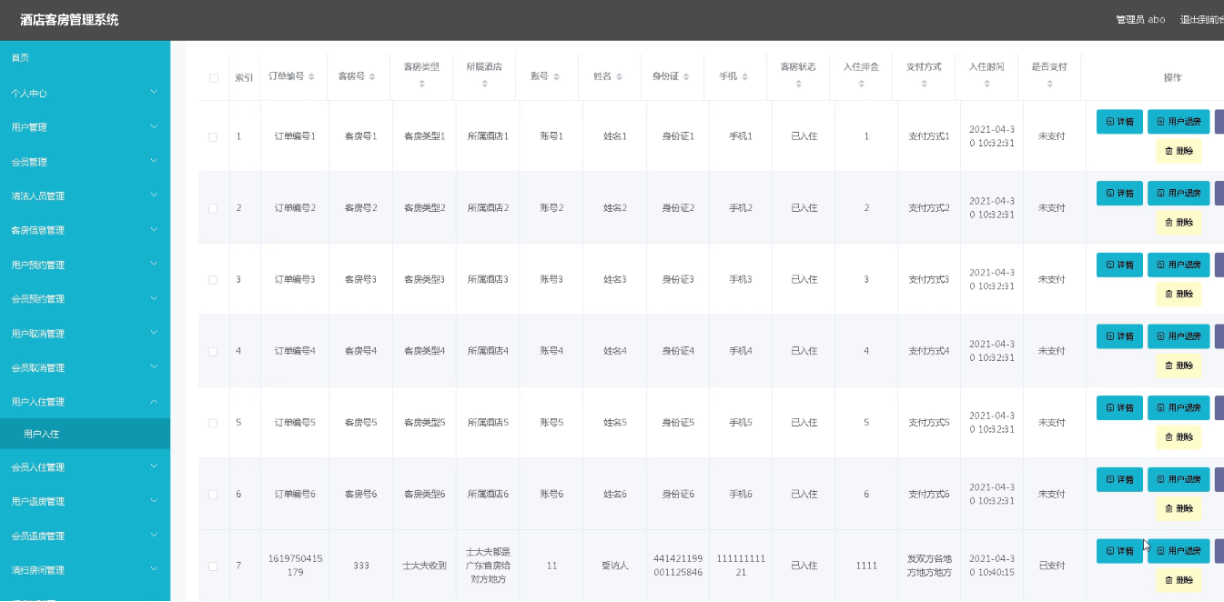 酒店客房管理系统
管理员 abo 退出到前台
首页
个人中心
用户管理
会员管理
清洁人员管理
客房信息管理
用户预约管理
会员预约管理
用户取消管理
会员取消管理
用户入住管理
用户入住
会员入住管理
用户退房管理
会员退房管理
清扫房间管理
索引 订单编号 客房号 客房类型 所属酒店 账号 姓名 身份证 手机 客房状态 入住押金 支付方式 入住时间 是否支付 操作
1 订单编号1 客房号1 客房类型1 所属酒店1 账号1 姓名1 身份证1 手机1 已入住 1 支付方式1 2021-04-3
0 10:32:31 未支付 详情 用户退房
删除
2 订单编号2 客房号2 客房类型2 所属酒店2 账号2 姓名2 身份证2 手机2 已入住 2 支付方式2 2021-04-3
0 10:32:31 未支付 详情 用户退房
删除
3 订单编号3 客房号3 客房类型3 所属酒店3 账号3 姓名3 身份证3 手机3 已入住 3 支付方式3 2021-04-3
0 10:32:31 未支付 详情 用户退房
删除
4 订单编号4 客房号4 客房类型4 所属酒店4 账号4 姓名4 身份证4 手机4 已入住 4 支付方式4 2021-04-3
0 10:32:31 未支付 详情 用户退房
删除
5 订单编号5 客房号5 客房类型5 所属酒店5 账号5 姓名5 身份证5 手机5 已入住 5 支付方式5 2021-04-3
0 10:32:31 未支付 详情 用户退房
删除
6 订单编号6 客房号6 客房类型6 所属酒店6 账号6 姓名6 身份证6 手机6 已入住 6 支付方式6 2021-04-3
0 10:32:31 未支付 详情 用户退房
删除
7 1619750415
179 333 士大夫收到 士大夫都是
广东省房给
对方地方 11 受访人 441421199
001125846 111111111
21 已入住 1111 发双方各地
方地方地方 2021-04-3
0 10:40:15 已支付 详情 用户退房
删除